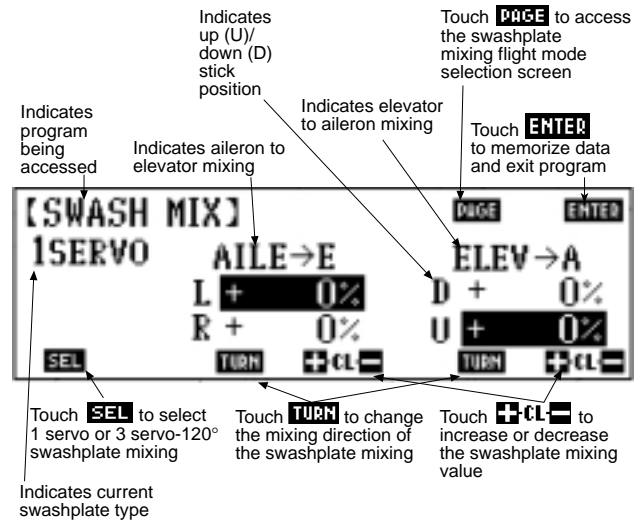 Indicates
up (U)/
down (D)
stick
position
Touch PAGE to access
the swashplate
mixing flight mode
selection screen
Indicates
program
being
accessed
Indicates aileron to
elevator mixing
Indicates elevator
to aileron mixing
Touch ENTER
to memorize data
and exit program
[SWASH MIX] PAGE ENTER
1SERVO AILE→E ELEV→A
L + 0% D + 0%
R + 0% U + 0%
SEL TURN +CL- TURN +CL-
Touch SEL to select
1 servo or 3 servo-120°
swashplate mixing
Touch TURN to change
the mixing direction of
the swashplate mixing
Touch +CL- to
increase or decrease
the swashplate mixing
value
Indicates current
swashplate type